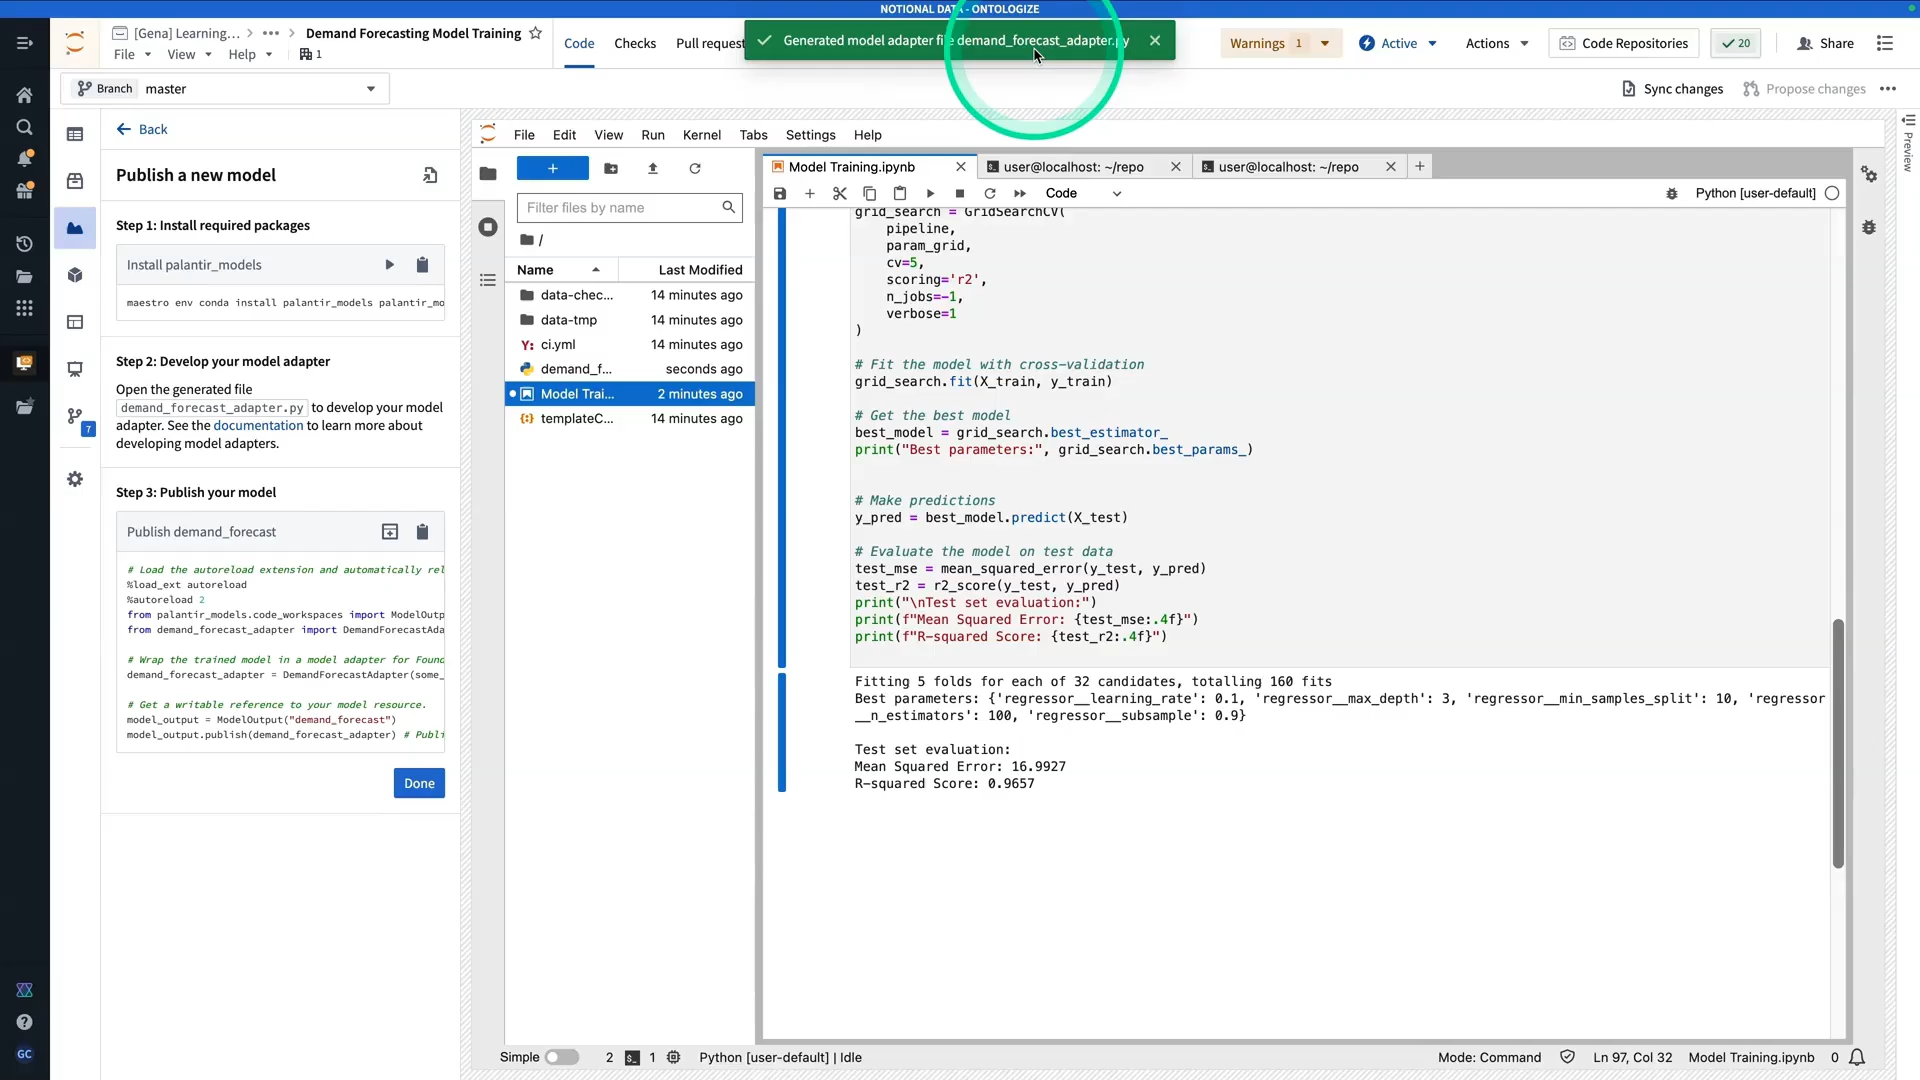 NOTIONAL DATA - ONTOLOGIZE
[Gena] Learning... > ••• > Demand Forecasting Model Training
File View Help 1
Code Checks Pull request
Generated model adapter file demand_forecast_adapter.py
Warnings 1
Active
Actions
Code Repositories
20
Share
Branch master
Sync changes
Propose changes
Preview
Back
Publish a new model
Step 1: Install required packages
Install palantir_models
maestro env conda install palantir_models palantir_mo
Step 2: Develop your model adapter
Open the generated file
demand_forecast_adapter.py to develop your model
adapter. See the documentation to learn more about
developing model adapters.
Step 3: Publish your model
Publish demand_forecast
# Load the autoreload extension and automatically rel
%load_ext autoreload
%autoreload 2
from palantir_models.code_workspaces import ModelOutp
from demand_forecast_adapter import DemandForecastAda
# Wrap the trained model in a model adapter for Found
demand_forecast_adapter = DemandForecastAdapter(some_
# Get a writable reference to your model resource.
model_output = ModelOutput("demand_forecast")
model_output.publish(demand_forecast_adapter) # Publi
Done
7
GC
File Edit View Run Kernel Tabs Settings Help
+
Filter files by name
/
Name Last Modified
data-chec... 14 minutes ago
data-tmp 14 minutes ago
ci.yml 14 minutes ago
demand_f... seconds ago
Model Trai... 2 minutes ago
templateC... 14 minutes ago
Model Training.ipynb
user@localhost: ~/repo
user@localhost: ~/repo
Code
Python [user-default]
grid_search = GridSearchCV(
pipeline,
param_grid,
cv=5,
scoring='r2',
n_jobs=-1,
verbose=1
)
# Fit the model with cross-validation
grid_search.fit(X_train, y_train)
# Get the best model
best_model = grid_search.best_estimator_
print("Best parameters:", grid_search.best_params_)
# Make predictions
y_pred = best_model.predict(X_test)
# Evaluate the model on test data
test_mse = mean_squared_error(y_test, y_pred)
test_r2 = r2_score(y_test, y_pred)
print("\nTest set evaluation:")
print(f"Mean Squared Error: {test_mse:.4f}")
print(f"R-squared Score: {test_r2:.4f}")
Fitting 5 folds for each of 32 candidates, totalling 160 fits
Best parameters: {'regressor__learning_rate': 0.1, 'regressor__max_depth': 3, 'regressor__min_samples_split': 10, 'regressor
__n_estimators': 100, 'regressor__subsample': 0.9}
Test set evaluation:
Mean Squared Error: 16.9927
R-squared Score: 0.9657
Simple 2 1 Python [user-default] | Idle
Mode: Command Ln 97, Col 32 Model Training.ipynb 0